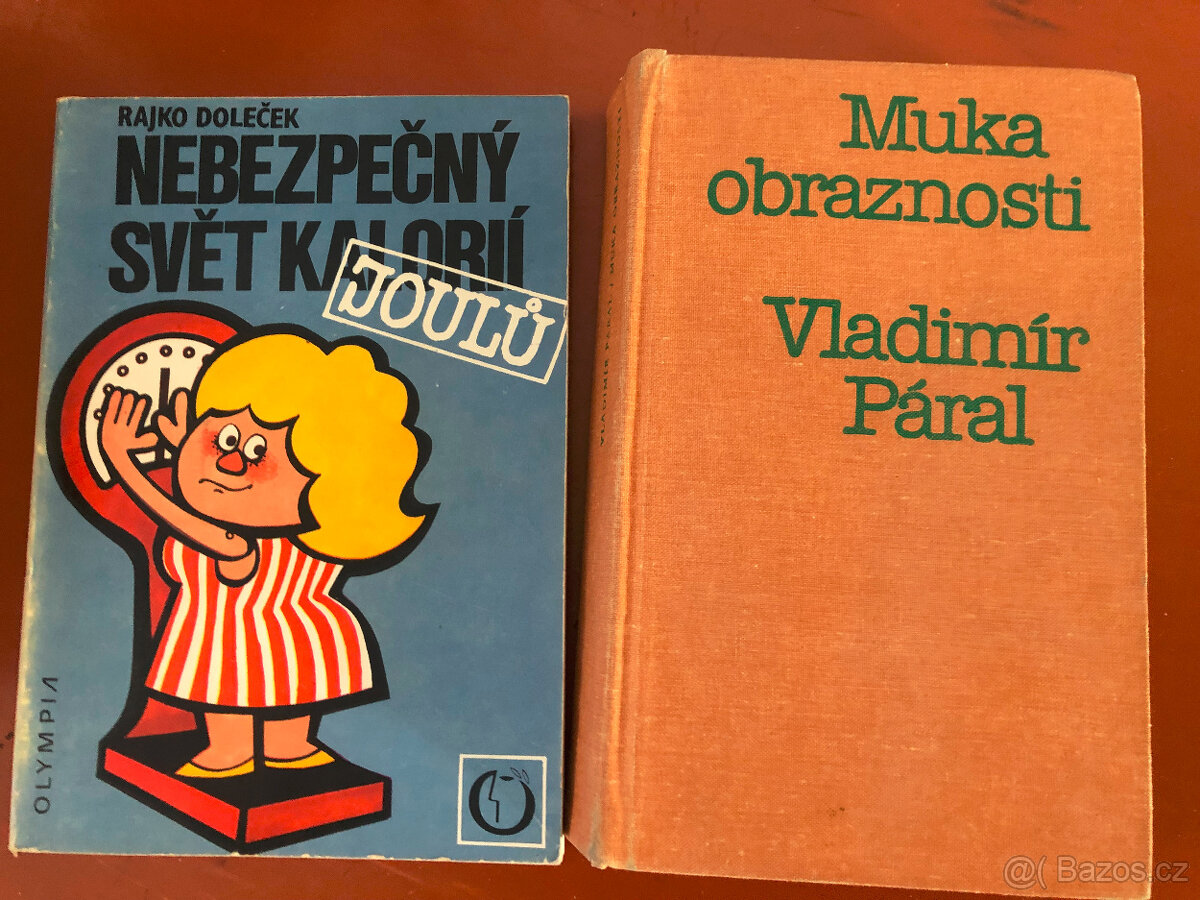 RAJKO DOLEČEK
NEBEZPEČNÝ
SVĚT KALORIÍ
JOULŮ
OLYMPIA
VLADIMÍR PÁRAL / MUKA OBRAZNOSTI
Muka
obraznosti
Vladimír
Páral
@( Bazos.cz